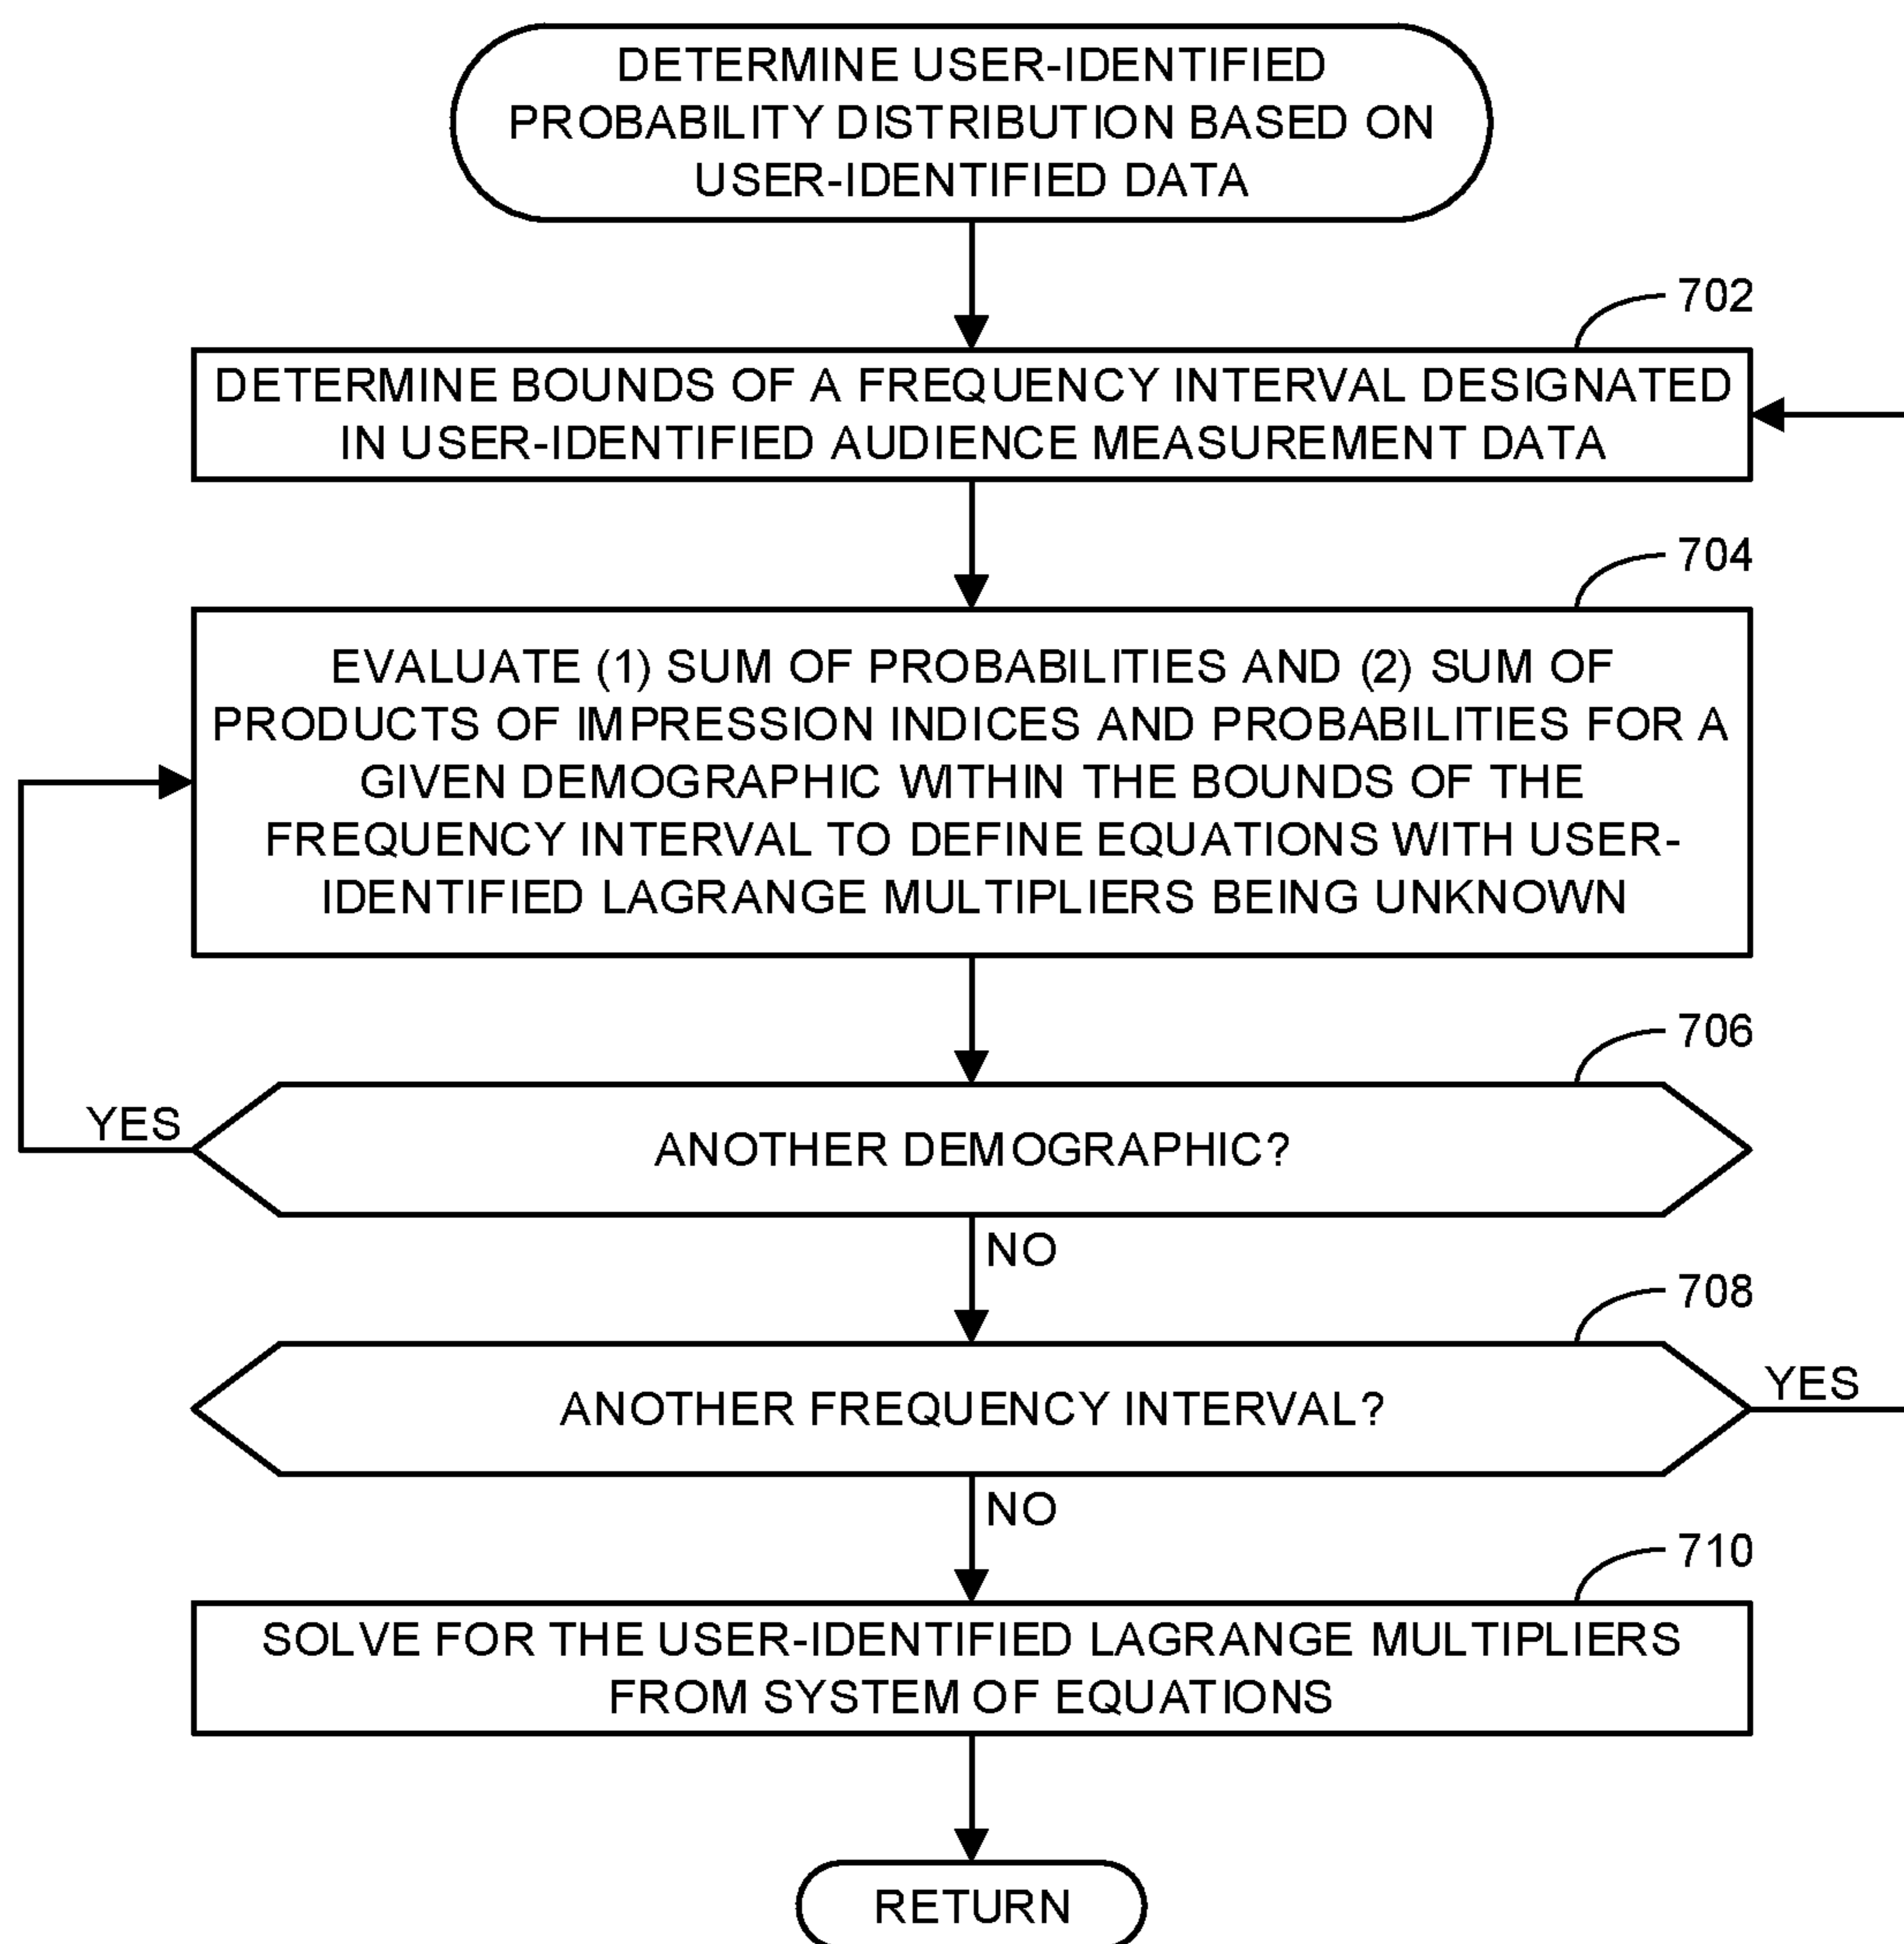 DETERMINE USER-IDENTIFIED
PROBABILITY DISTRIBUTION BASED ON
USER-IDENTIFIED DATA
702
DETERMINE BOUNDS OF A FREQUENCY INTERVAL DESIGNATED
IN USER-IDENTIFIED AUDIENCE MEASUREMENT DATA
704
EVALUATE (1) SUM OF PROBABILITIES AND (2) SUM OF
PRODUCTS OF IMPRESSION INDICES AND PROBABILITIES FOR A
GIVEN DEMOGRAPHIC WITHIN THE BOUNDS OF THE
FREQUENCY INTERVAL TO DEFINE EQUATIONS WITH USER-
IDENTIFIED LAGRANGE MULTIPLIERS BEING UNKNOWN
706
YES
ANOTHER DEMOGRAPHIC?
NO
708
ANOTHER FREQUENCY INTERVAL?
YES
NO
710
SOLVE FOR THE USER-IDENTIFIED LAGRANGE MULTIPLIERS
FROM SYSTEM OF EQUATIONS
RETURN